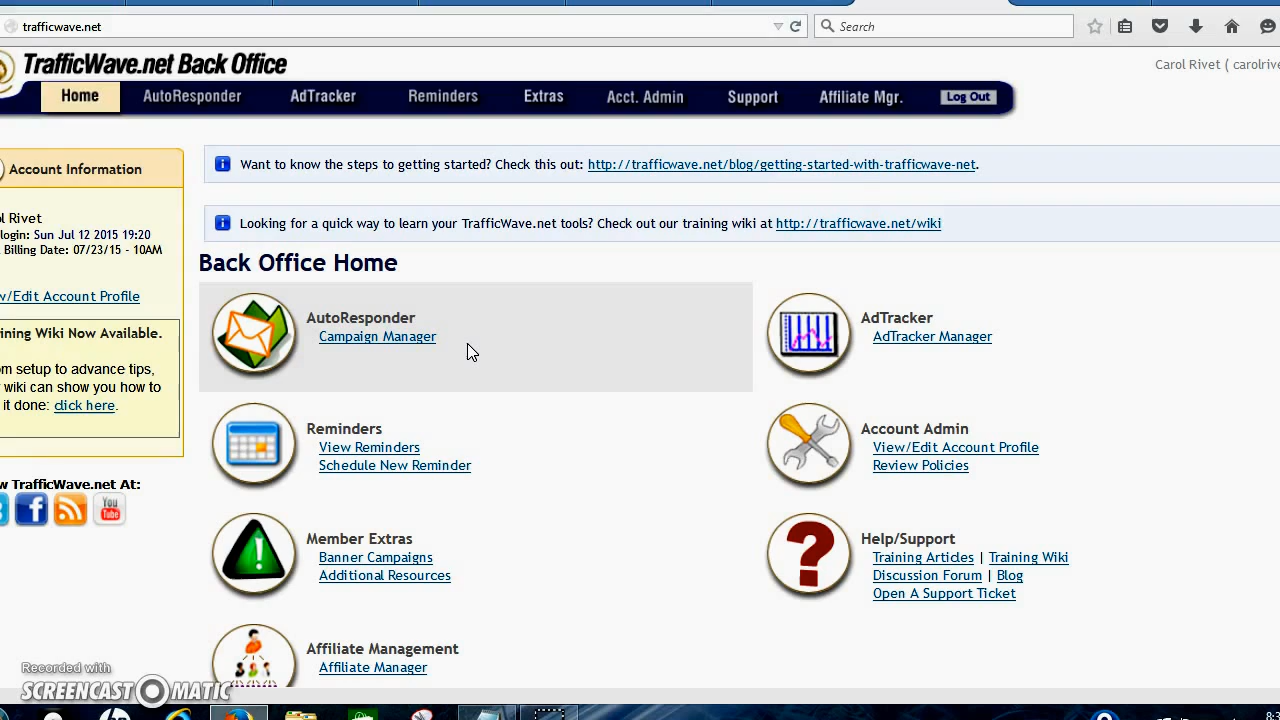 trafficwave.net
Search
TrafficWave.net Back Office
Carol Rivet ( carolrive
Home AutoResponder AdTracker Reminders Extras Acct. Admin Support Affiliate Mgr. Log Out
Account Information
ol Rivet
login: Sun Jul 12 2015 19:20
Billing Date: 07/23/15 - 10AM
w/Edit Account Profile
ining Wiki Now Available.
om setup to advance tips,
wiki can show you how to
it done: click here.
w TrafficWave.net At:
You
Tube
Want to know the steps to getting started? Check this out: http://trafficwave.net/blog/getting-started-with-trafficwave-net.
Looking for a quick way to learn your TrafficWave.net tools? Check out our training wiki at http://trafficwave.net/wiki
Back Office Home
AutoResponder
Campaign Manager
AdTracker
AdTracker Manager
Reminders
View Reminders
Schedule New Reminder
Account Admin
View/Edit Account Profile
Review Policies
Member Extras
Banner Campaigns
Additional Resources
Help/Support
Training Articles | Training Wiki
Discussion Forum | Blog
Open A Support Ticket
Affiliate Management
Affiliate Manager
Recorded with
SCREENCAST MATIC